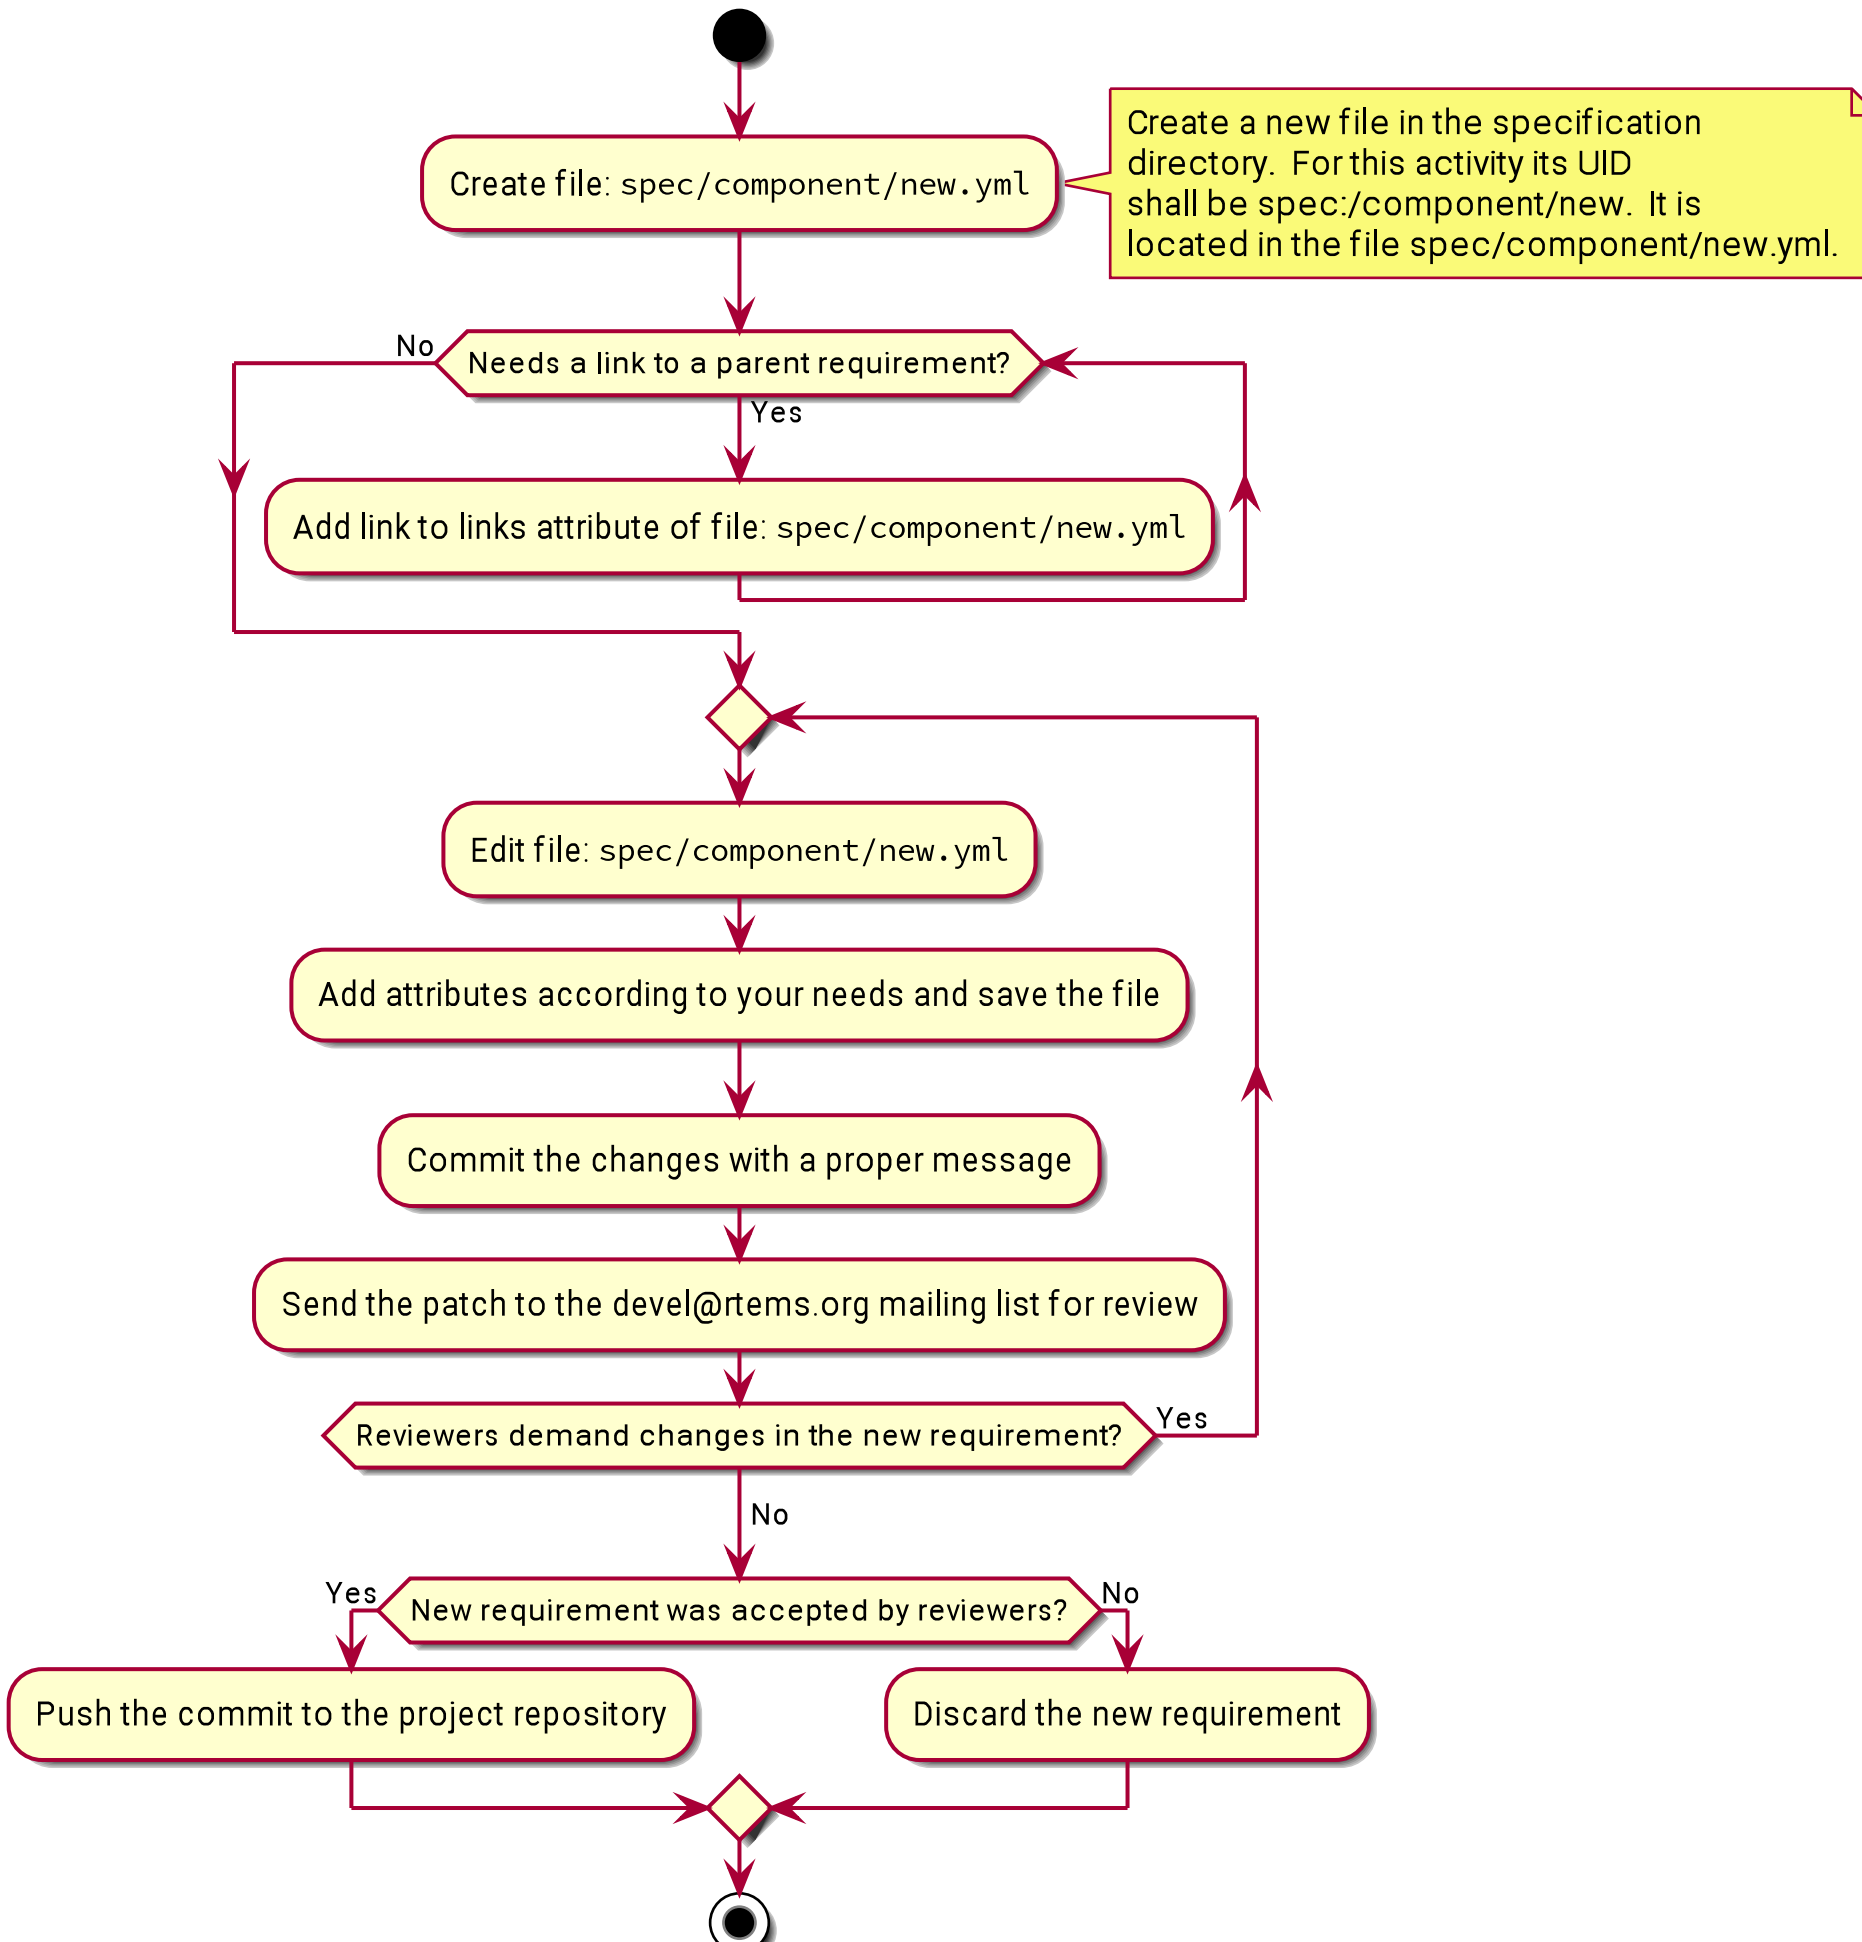 Create file: spec/component/new.yml
Create a new file in the specification
directory.  For this activity its UID
shall be spec:/component/new.  It is
located in the file spec/component/new.yml.
No
Needs a link to a parent requirement?
Yes
Add link to links attribute of file: spec/component/new.yml
Edit file: spec/component/new.yml
Add attributes according to your needs and save the file
Commit the changes with a proper message
Send the patch to the devel@rtems.org mailing list for review
Reviewers demand changes in the new requirement?
Yes
No
Yes
New requirement was accepted by reviewers?
No
Push the commit to the project repository
Discard the new requirement